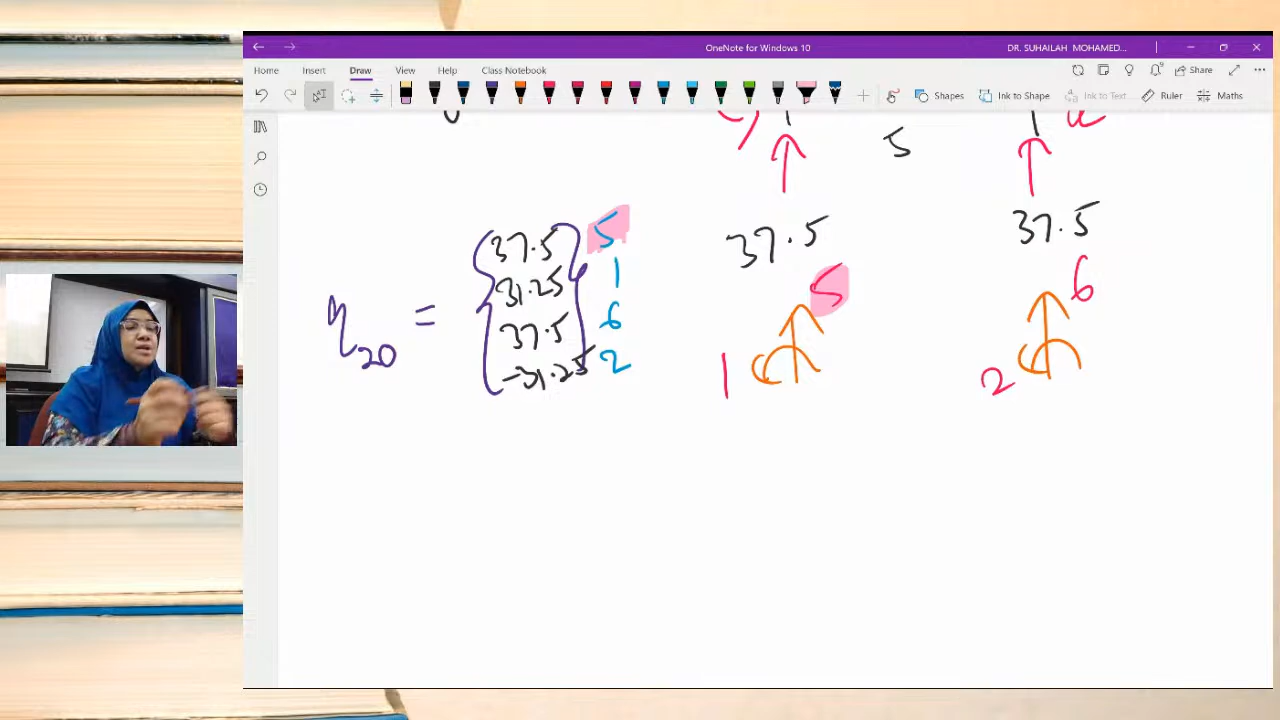 OneNote for Windows 10
DR. SUHAILAH MOHAMED...
Home Insert Draw View Help Class Notebook
Share
Shapes Ink to Shape Ink to Text Ruler Maths
5
37.5 5
31.25 1
η20 = 37.5 6
-31.25 2
37.5
5
1
37.5
6
2